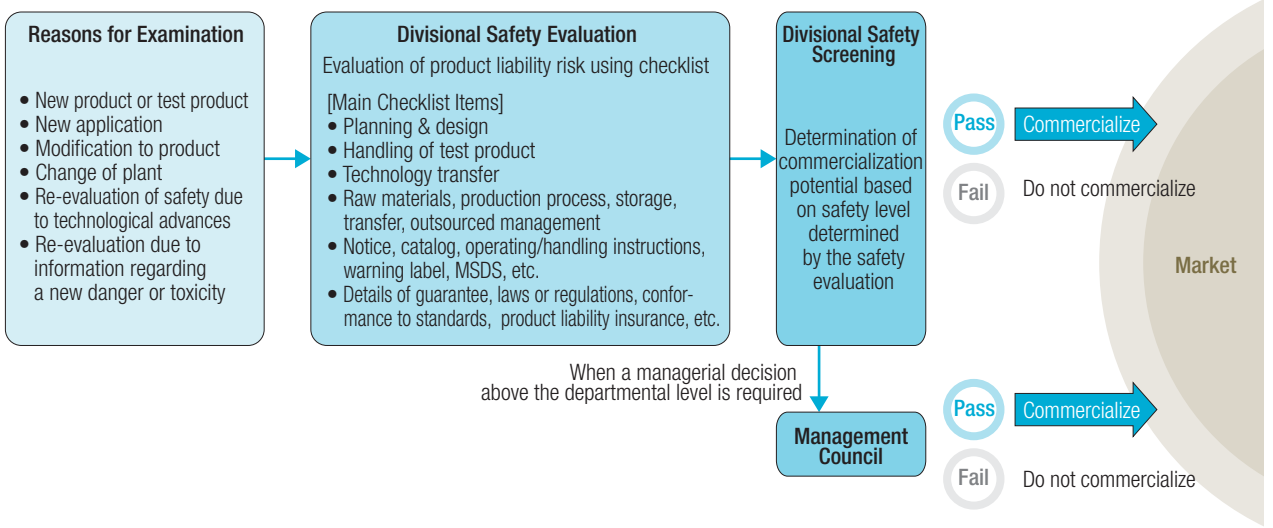 Reasons for Examination
• New product or test product
• New application
• Modification to product
• Change of plant
• Re-evaluation of safety due
to technological advances
• Re-evaluation due to
information regarding
a new danger or toxicity
Divisional Safety Evaluation
Evaluation of product liability risk using checklist
[Main Checklist Items]
• Planning & design
• Handling of test product
• Technology transfer
• Raw materials, production process, storage,
transfer, outsourced management
• Notice, catalog, operating/handling instructions,
warning label, MSDS, etc.
• Details of guarantee, laws or regulations, confor-
mance to standards, product liability insurance, etc.
Divisional Safety
Screening
Determination of
commercialization
potential based
on safety level
determined
by the safety
evaluation
Pass
Commercialize
Fail
Do not commercialize
Market
When a managerial decision
above the departmental level is required
Management
Council
Pass
Commercialize
Fail
Do not commercialize